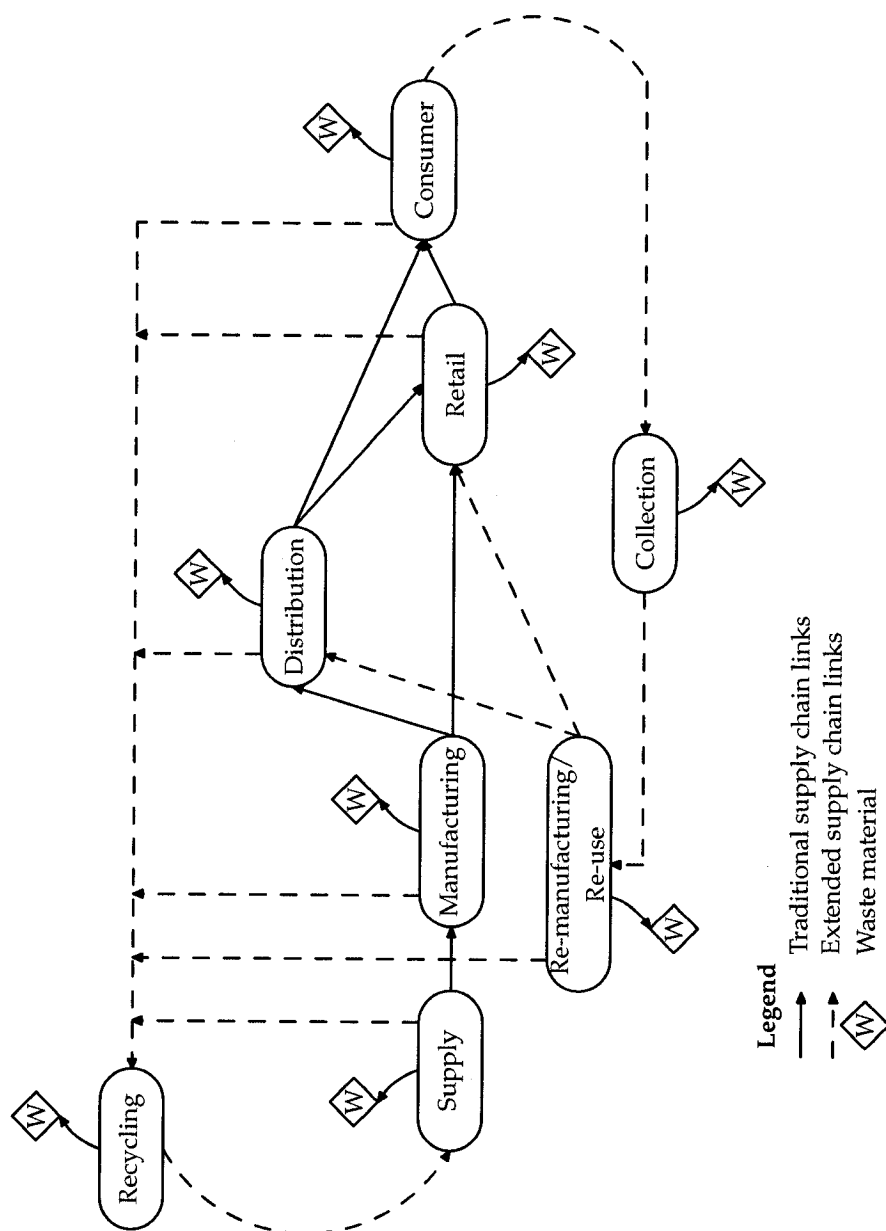 W
Recycling
W
Supply
W
Manufacturing
W
Distribution
W
Consumer
Retail
W
Re-manufacturing/
Re-use
W
Collection
W
Legend
Traditional supply chain links
Extended supply chain links
W
Waste material